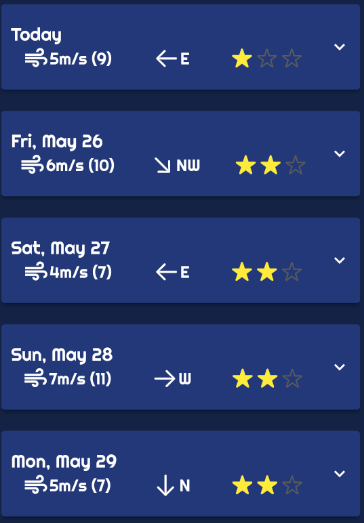 Today
5m/s (9) E
Fri, May 26
6m/s (10) NW
Sat, May 27
4m/s (7) E
Sun, May 28
7m/s (11) W
Mon, May 29
5m/s (7) N